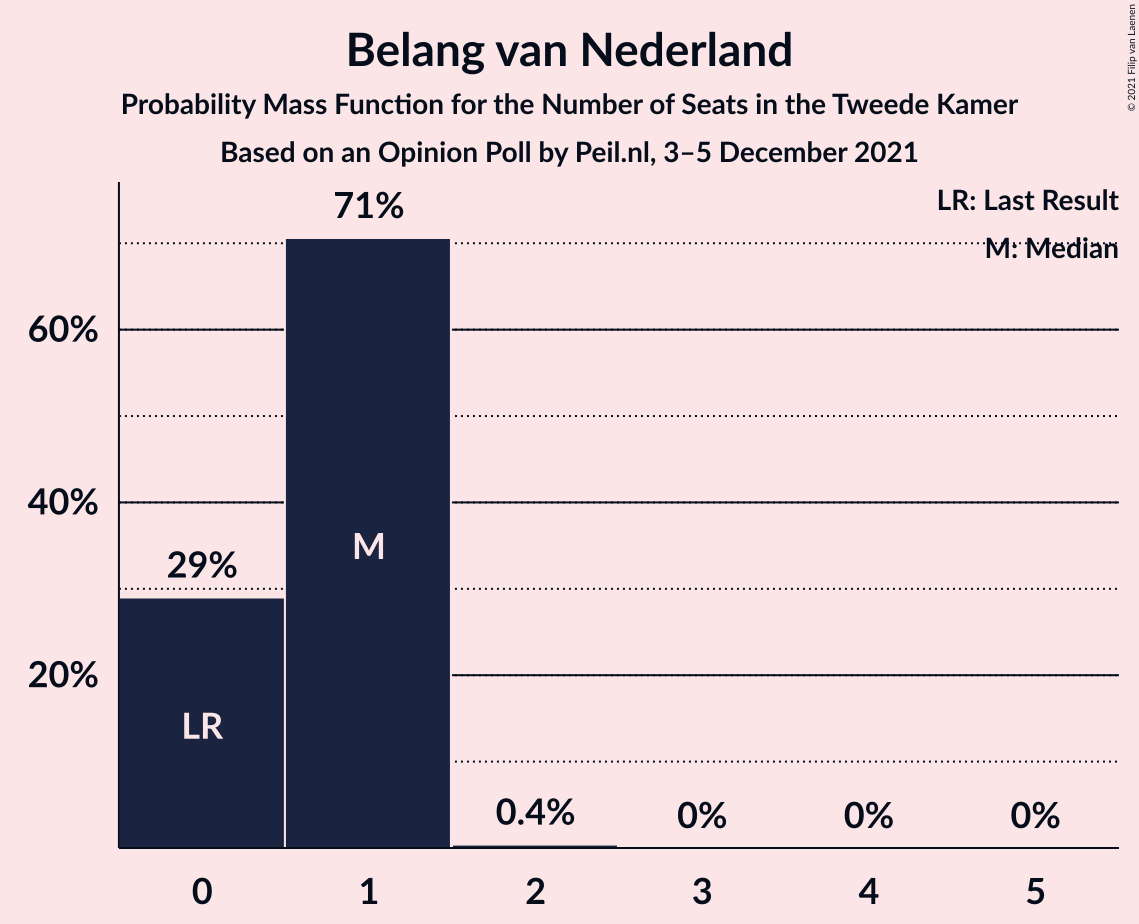 Belang van Nederland
Probability Mass Function for the Number of Seats in the Tweede Kamer
Based on an Opinion Poll by Peil.nl, 3–5 December 2021
© 2021 Filip van Laenen
LR: Last Result
M: Median
71%
60%
40%
29%
20%
M
LR
0.4%
0%
0%
0%
0
1
2
3
4
5